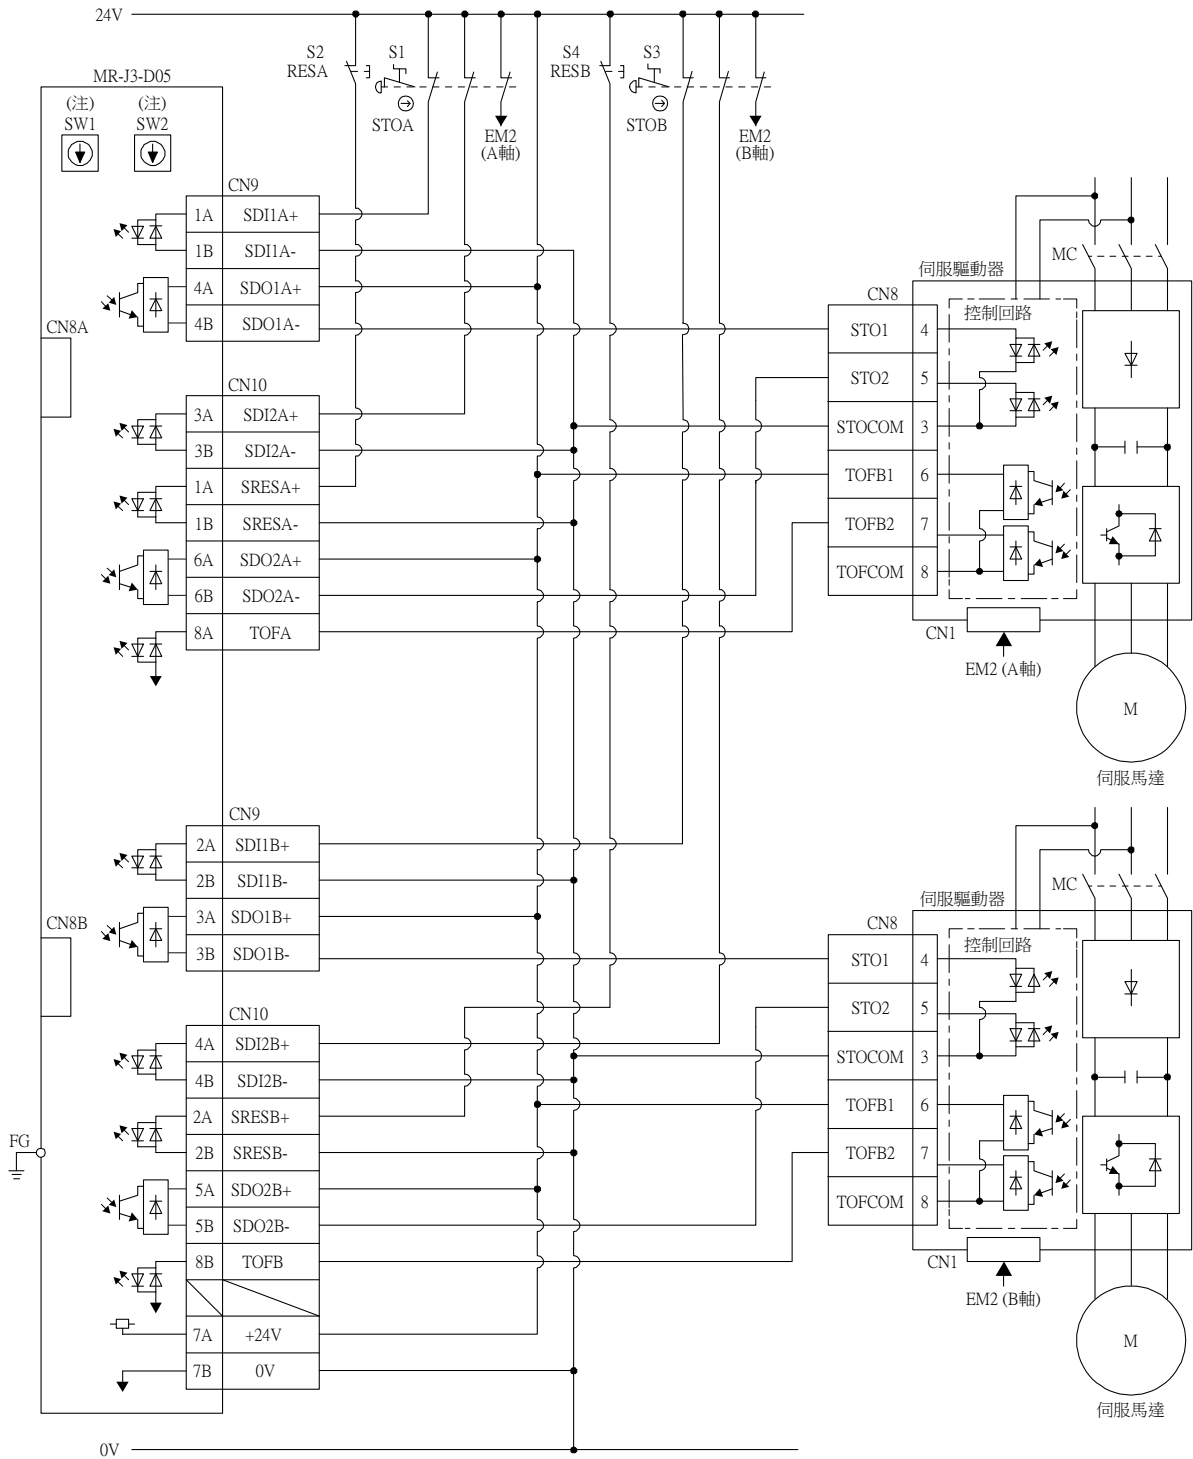 24V
S2
RESA
S1
STOA
EM2
(A軸)
S4
RESB
S3
STOB
EM2
(B軸)
MR-J3-D05
(注)
SW1
(注)
SW2
CN8A
CN9
1A SDI1A+
1B SDI1A-
4A SDO1A+
4B SDO1A-
CN10
3A SDI2A+
3B SDI2A-
1A SRESA+
1B SRESA-
6A SDO2A+
6B SDO2A-
8A TOFA
MC
伺服驅動器
CN8
控制回路
STO1 4
STO2 5
STOCOM 3
TOFB1 6
TOFB2 7
TOFCOM 8
CN1
EM2 (A軸)
M
伺服馬達
CN8B
FG
CN9
2A SDI1B+
2B SDI1B-
3A SDO1B+
3B SDO1B-
CN10
4A SDI2B+
4B SDI2B-
2A SRESB+
2B SRESB-
5A SDO2B+
5B SDO2B-
8B TOFB
7A +24V
7B 0V
MC
伺服驅動器
CN8
控制回路
STO1 4
STO2 5
STOCOM 3
TOFB1 6
TOFB2 7
TOFCOM 8
CN1
EM2 (B軸)
M
伺服馬達
0V